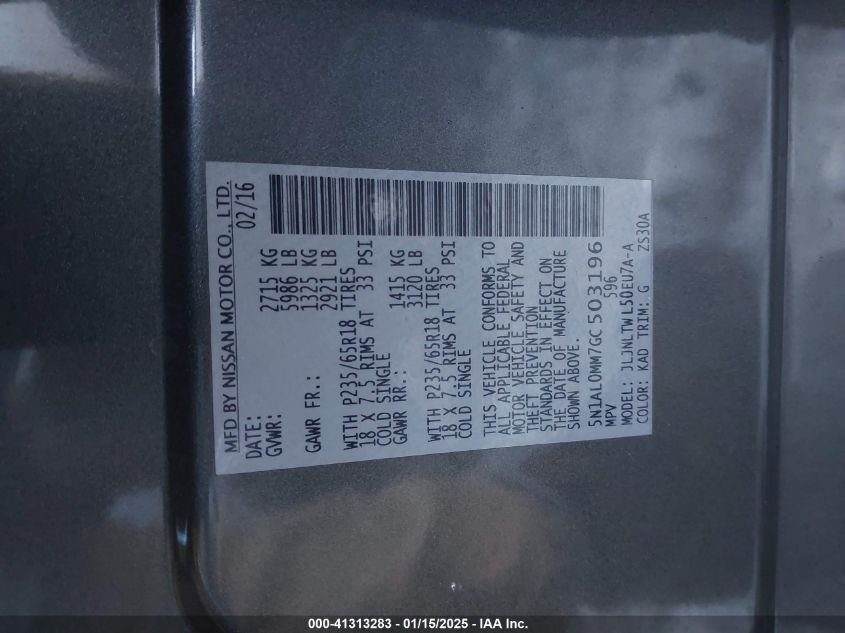 MFD BY NISSAN MOTOR CO., LTD.
DATE: 02/16
GVWR: 2715 KG
5986 LB
GAWR FR.: 1325 KG
2921 LB
WITH P235/65R18 TIRES
18 X 7.5 RIMS AT 33 PSI
COLD SINGLE
GAWR RR.: 1415 KG
3120 LB
WITH P235/65R18 TIRES
18 X 7.5 RIMS AT 33 PSI
COLD SINGLE
THIS VEHICLE CONFORMS TO
ALL APPLICABLE FEDERAL
MOTOR VEHICLE SAFETY AND
THEFT PREVENTION
STANDARDS IN EFFECT ON
THE DATE OF MANUFACTURE
SHOWN ABOVE.
5N1AL0MM7GC503196
MPV 596
MODEL: JLJNLTWL50EU7A-A
COLOR: KAD TRIM: G ZS30A
000-41313283 - 01/15/2025 - IAA Inc.